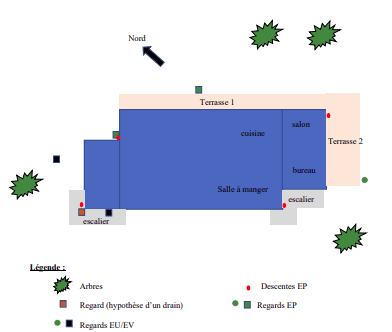 Nord
Terrasse 1
cuisine
salon
Terrasse 2
bureau
Salle à manger
escalier
escalier
Légende :
Arbres
Descentes EP
Regard (hypothèse d'un drain)
Regards EP
Regards EU/EV